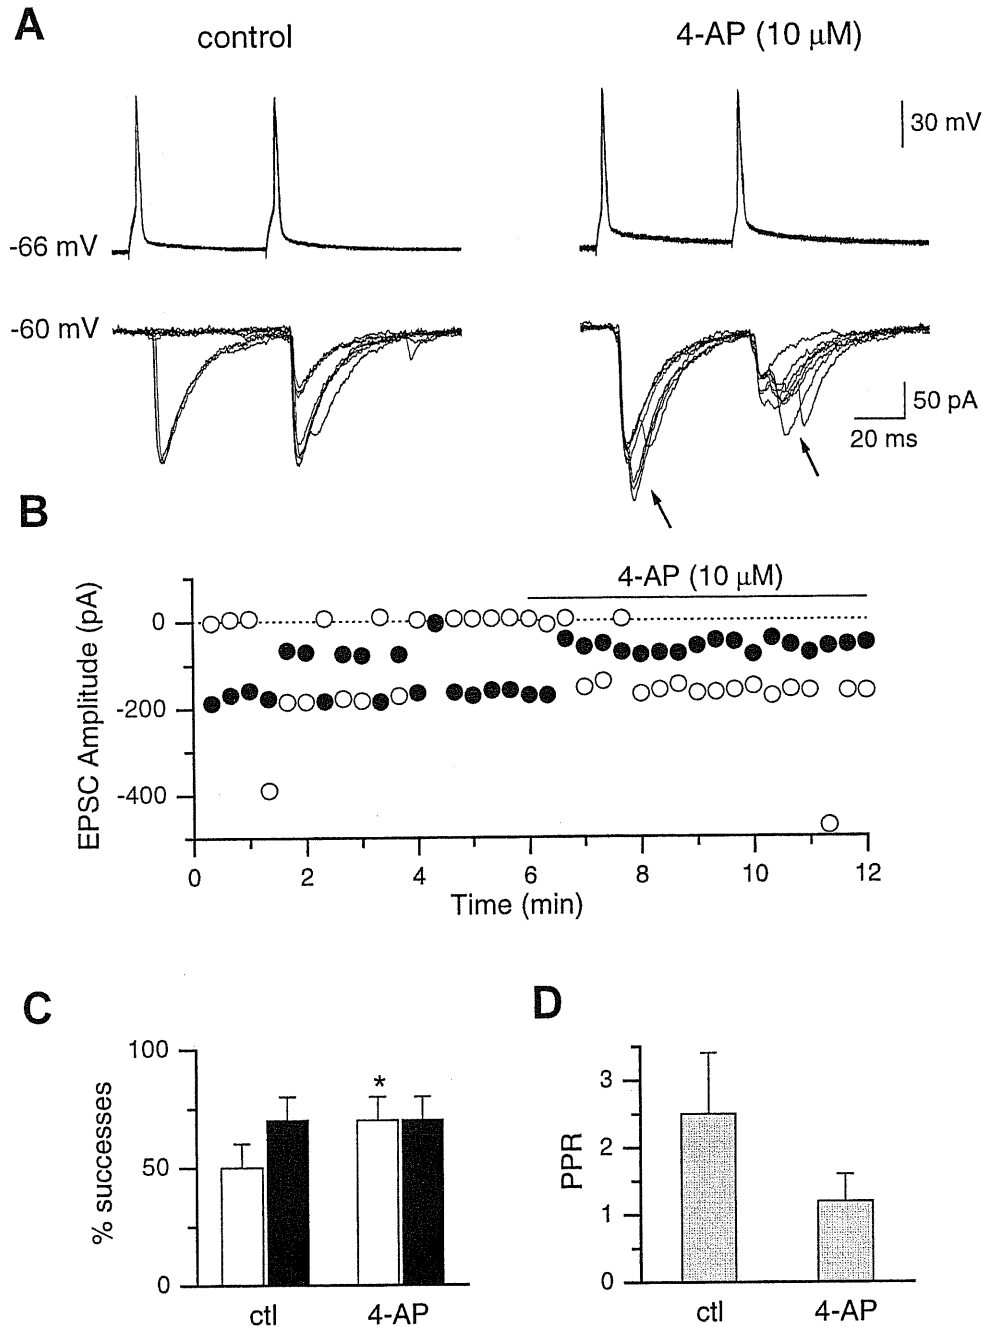 A
control
4-AP (10 μM)
30 mV
-66 mV
-60 mV
50 pA
20 ms
B
4-AP (10 μM)
EPSC Amplitude (pA)
0
-200
-400
0 2 4 6 8 10 12
Time (min)
C
% successes
100
50
0
*
ctl 4-AP
D
PPR
3
2
1
0
ctl 4-AP